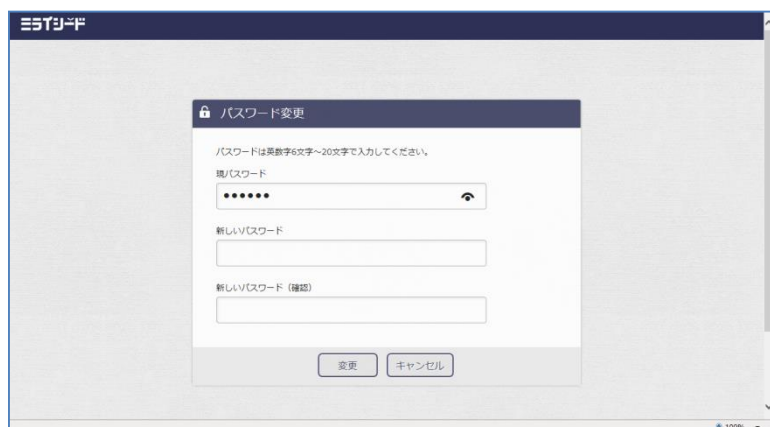 ミライシード
パスワード変更
パスワードは英数字6文字～20文字で入力してください。
現パスワード
••••••
新しいパスワード
新しいパスワード（確認）
変更
キャンセル
100%